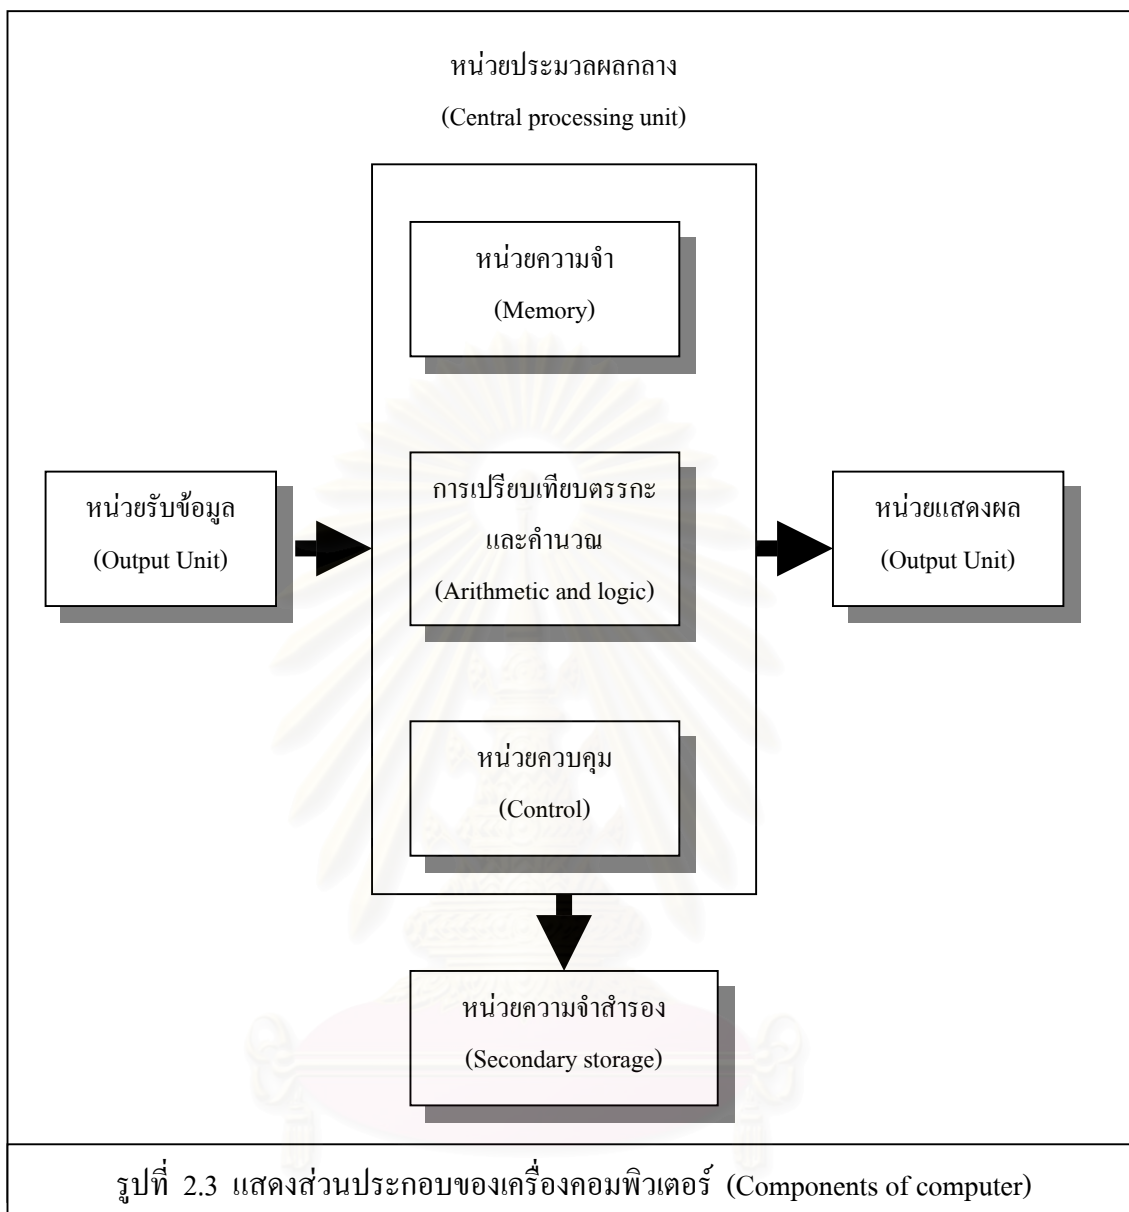 หน่วยประมวลผลกลาง
(Central processing unit)
หน่วยความจำ
(Memory)
หน่วยรับข้อมูล
(Output Unit)
การเปรียบเทียบตรรกะ
และคำนวณ
(Arithmetic and logic)
หน่วยแสดงผล
(Output Unit)
หน่วยควบคุม
(Control)
หน่วยความจำสำรอง
(Secondary storage)
รูปที่ 2.3 แสดงส่วนประกอบของเครื่องคอมพิวเตอร์ (Components of computer)